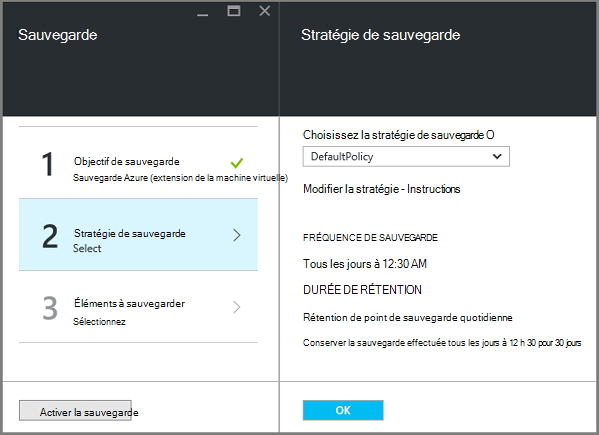 Sauvegarde
1
Objectif de sauvegarde
Sauvegarde Azure (extension de la machine virtuelle)
2
Stratégie de sauvegarde
Select
3
Éléments à sauvegarder
Sélectionnez
Activer la sauvegarde
Stratégie de sauvegarde
Choisissez la stratégie de sauvegarde O
DefaultPolicy
Modifier la stratégie - Instructions
FRÉQUENCE DE SAUVEGARDE
Tous les jours à 12:30 AM
DURÉE DE RÉTENTION
Rétention de point de sauvegarde quotidienne
Conserver la sauvegarde effectuée tous les jours à 12 h 30 pour 30 jours
OK